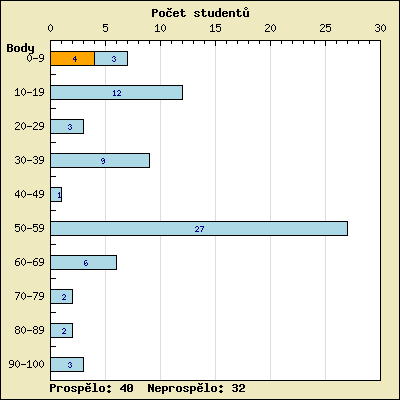 Počet studentů
0 5 10 15 20 25 30
Body
0-9 4 3
10-19 12
20-29 3
30-39 9
40-49 1
50-59 27
60-69 6
70-79 2
80-89 2
90-100 3
Prospělo: 40 Neprospělo: 32